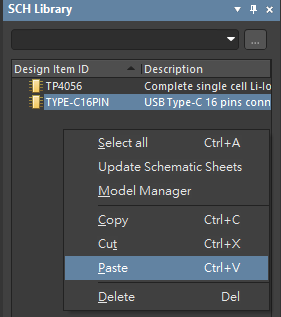 SCH Library
...
Design Item ID Description
TP4056 Complete single cell Li-Io
TYPE-C16PIN USB Type-C 16 pins conn
Select all Ctrl+A
Update Schematic Sheets
Model Manager
Copy Ctrl+C
Cut Ctrl+X
Paste Ctrl+V
Delete Del